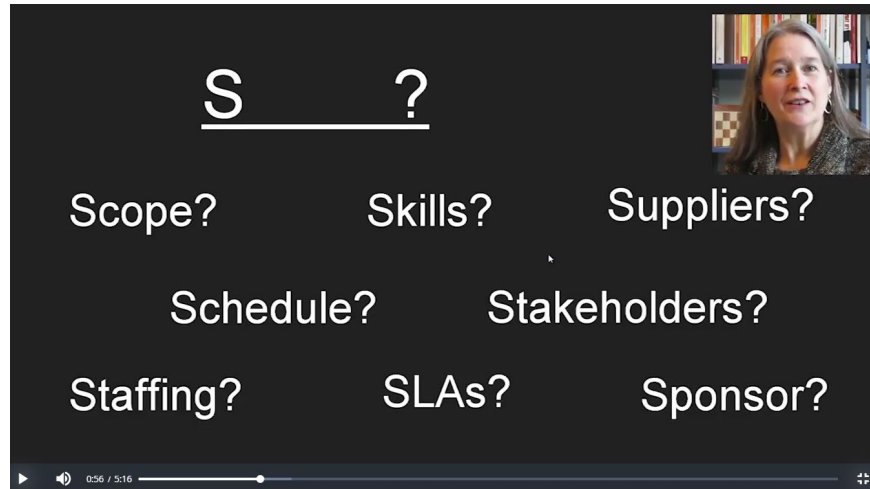 S ?
Scope? Skills? Suppliers?
Schedule? Stakeholders?
Staffing? SLAs? Sponsor?
0:56 / 5:16